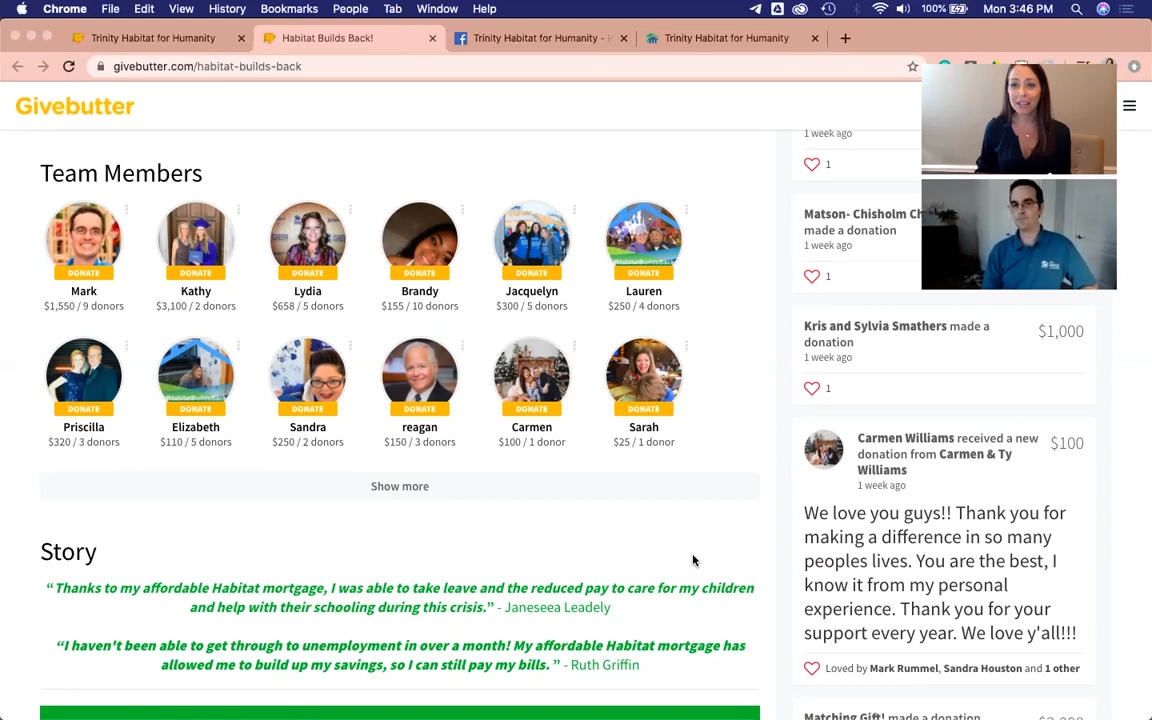 Chrome File Edit View History Bookmarks People Tab Window Help 100% Mon 3:46 PM
Trinity Habitat for Humanity Habitat Builds Back! Trinity Habitat for Humanity - Trinity Habitat for Humanity
givebutter.com/habitat-builds-back
Givebutter
Team Members
DONATE DONATE DONATE DONATE DONATE DONATE
Mark Kathy Lydia Brandy Jacquelyn Lauren
$1,550 / 9 donors $3,100 / 2 donors $658 / 5 donors $155 / 10 donors $300 / 5 donors $250 / 4 donors
DONATE DONATE DONATE DONATE DONATE DONATE
Priscilla Elizabeth Sandra reagan Carmen Sarah
$320 / 3 donors $110 / 5 donors $250 / 2 donors $150 / 3 donors $100 / 1 donor $25 / 1 donor
Show more
Story
“Thanks to my affordable Habitat mortgage, I was able to take leave and the reduced pay to care for my children
and help with their schooling during this crisis.” - Janeseea Leadely
“I haven't been able to get through to unemployment in over a month! My affordable Habitat mortgage has
allowed me to build up my savings, so I can still pay my bills. ” - Ruth Griffin
1 week ago
1
Matson- Chisholm Ch
made a donation
1 week ago
1
Kris and Sylvia Smathers made a
donation
$1,000
1 week ago
1
Carmen Williams received a new
donation from Carmen & Ty
Williams
$100
1 week ago
We love you guys!! Thank you for
making a difference in so many
peoples lives. You are the best, I
know it from my personal
experience. Thank you for your
support every year. We love y'all!!!
Loved by Mark Rummel, Sandra Houston and 1 other
Matching Gift! made a donation